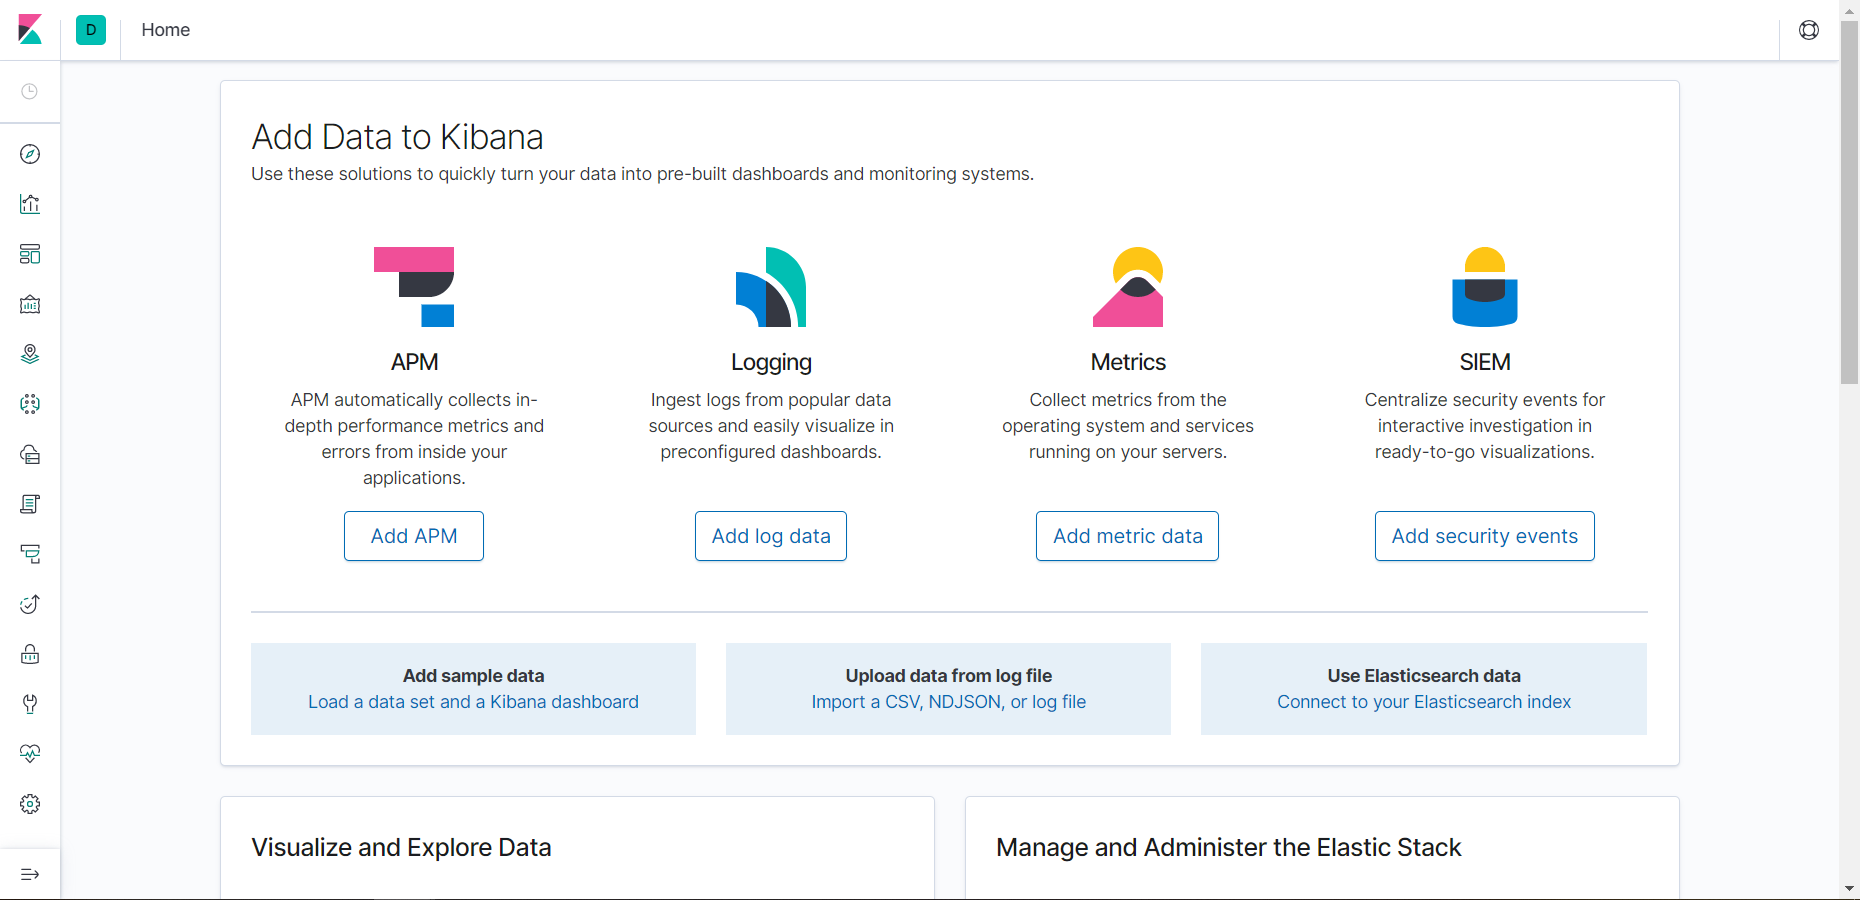 D
Home
Add Data to Kibana
Use these solutions to quickly turn your data into pre-built dashboards and monitoring systems.
APM
APM automatically collects in-
depth performance metrics and
errors from inside your
applications.
Add APM
Logging
Ingest logs from popular data
sources and easily visualize in
preconfigured dashboards.
Add log data
Metrics
Collect metrics from the
operating system and services
running on your servers.
Add metric data
SIEM
Centralize security events for
interactive investigation in
ready-to-go visualizations.
Add security events
Add sample data
Load a data set and a Kibana dashboard
Upload data from log file
Import a CSV, NDJSON, or log file
Use Elasticsearch data
Connect to your Elasticsearch index
Visualize and Explore Data
Manage and Administer the Elastic Stack